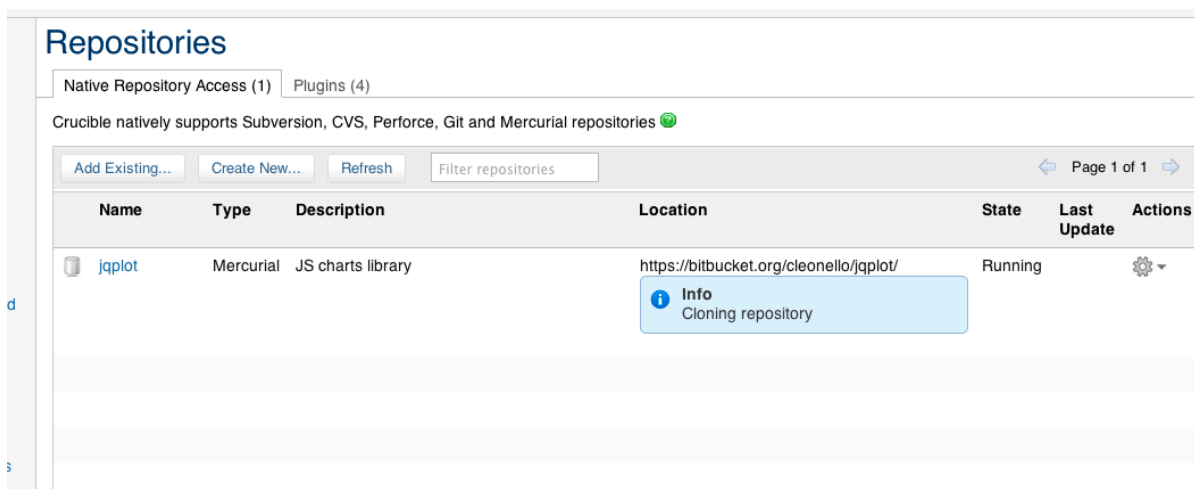 Repositories
Native Repository Access (1) Plugins (4)
Crucible natively supports Subversion, CVS, Perforce, Git and Mercurial repositories
Add Existing... Create New... Refresh Filter repositories Page 1 of 1
Name Type Description Location State Last Update Actions
jqplot Mercurial JS charts library https://bitbucket.org/cleonello/jqplot/ Running
Info
Cloning repository
d
s